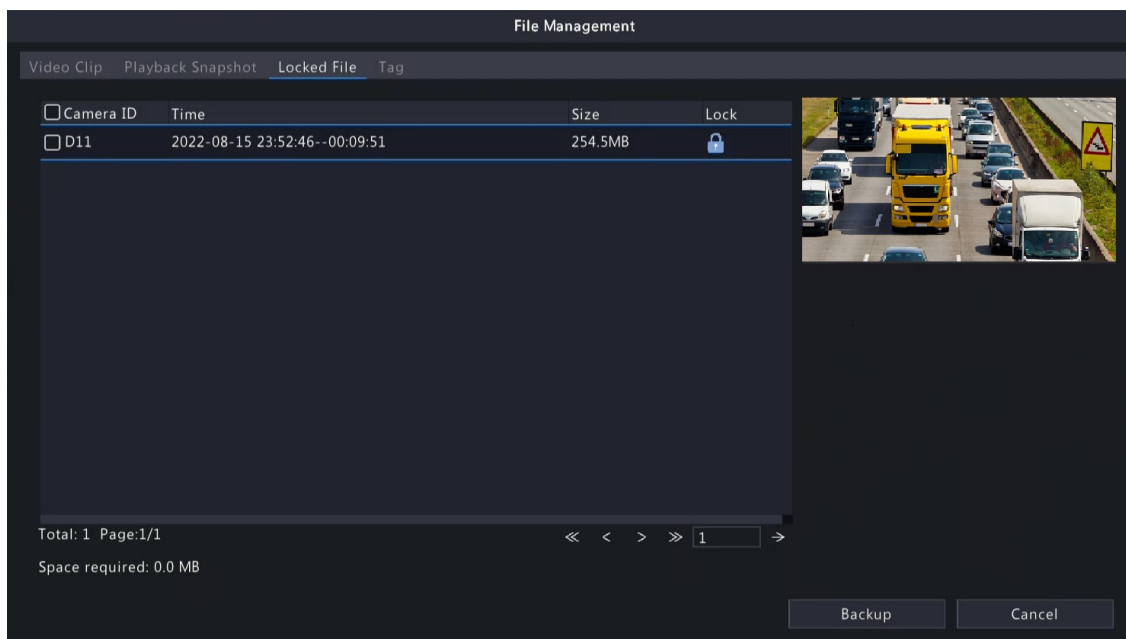 File Management
Video Clip Playback Snapshot Locked File Tag
Camera ID Time Size Lock
D11 2022-08-15 23:52:46--00:09:51 254.5MB
Total: 1 Page:1/1 1
Space required: 0.0 MB
Backup Cancel